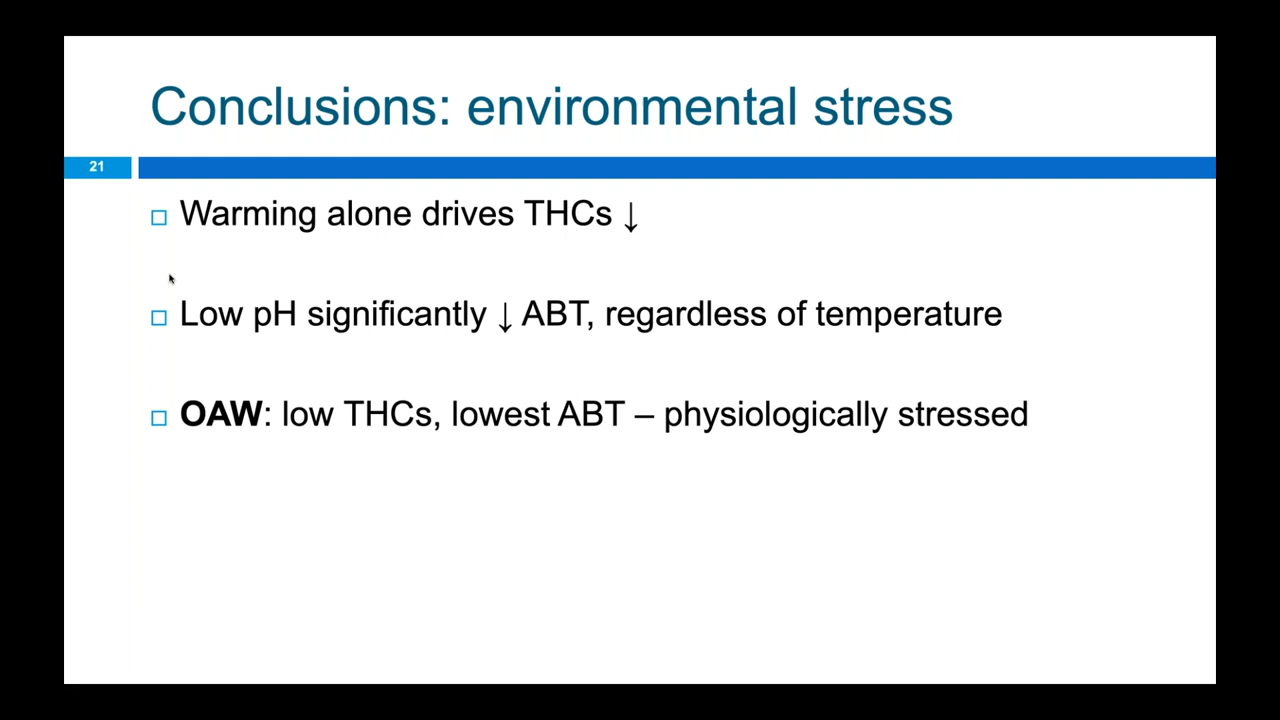 Conclusions: environmental stress
21
Warming alone drives THCs ↓
Low pH significantly ↓ ABT, regardless of temperature
OAW: low THCs, lowest ABT – physiologically stressed